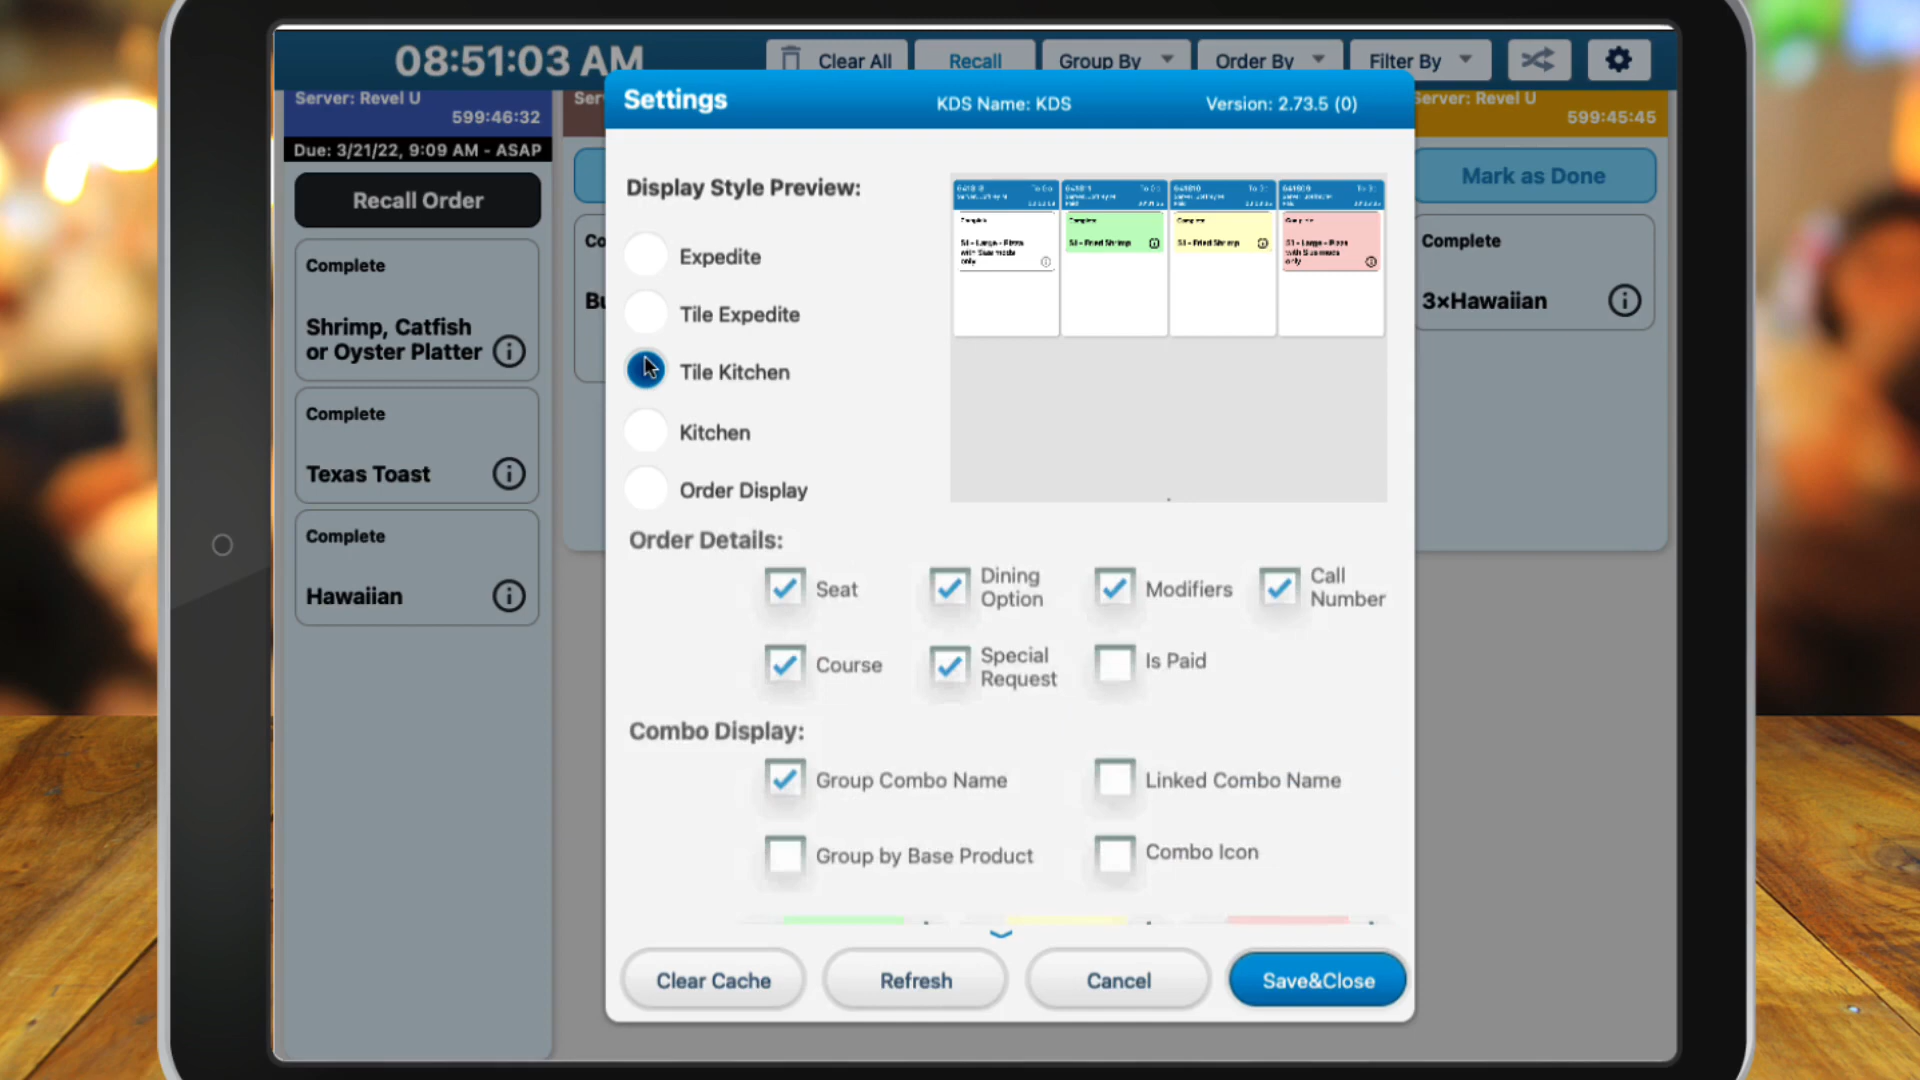 08:51:03 AM
Clear All
Recall
Group By
Order By
Filter By
Server: Revel U
599:46:32
Due: 3/21/22, 9:09 AM - ASAP
Recall Order
Complete
Shrimp, Catfish
or Oyster Platter
Complete
Texas Toast
Complete
Hawaiian
Server: Revel U
599:45:45
Mark as Done
Complete
3×Hawaiian
Settings
KDS Name: KDS
Version: 2.73.5 (0)
Display Style Preview:
Expedite
Tile Expedite
Tile Kitchen
Kitchen
Order Display
Order Details:
Seat
Dining
Option
Modifiers
Call
Number
Course
Special
Request
Is Paid
Combo Display:
Group Combo Name
Linked Combo Name
Group by Base Product
Combo Icon
Clear Cache
Refresh
Cancel
Save&Close